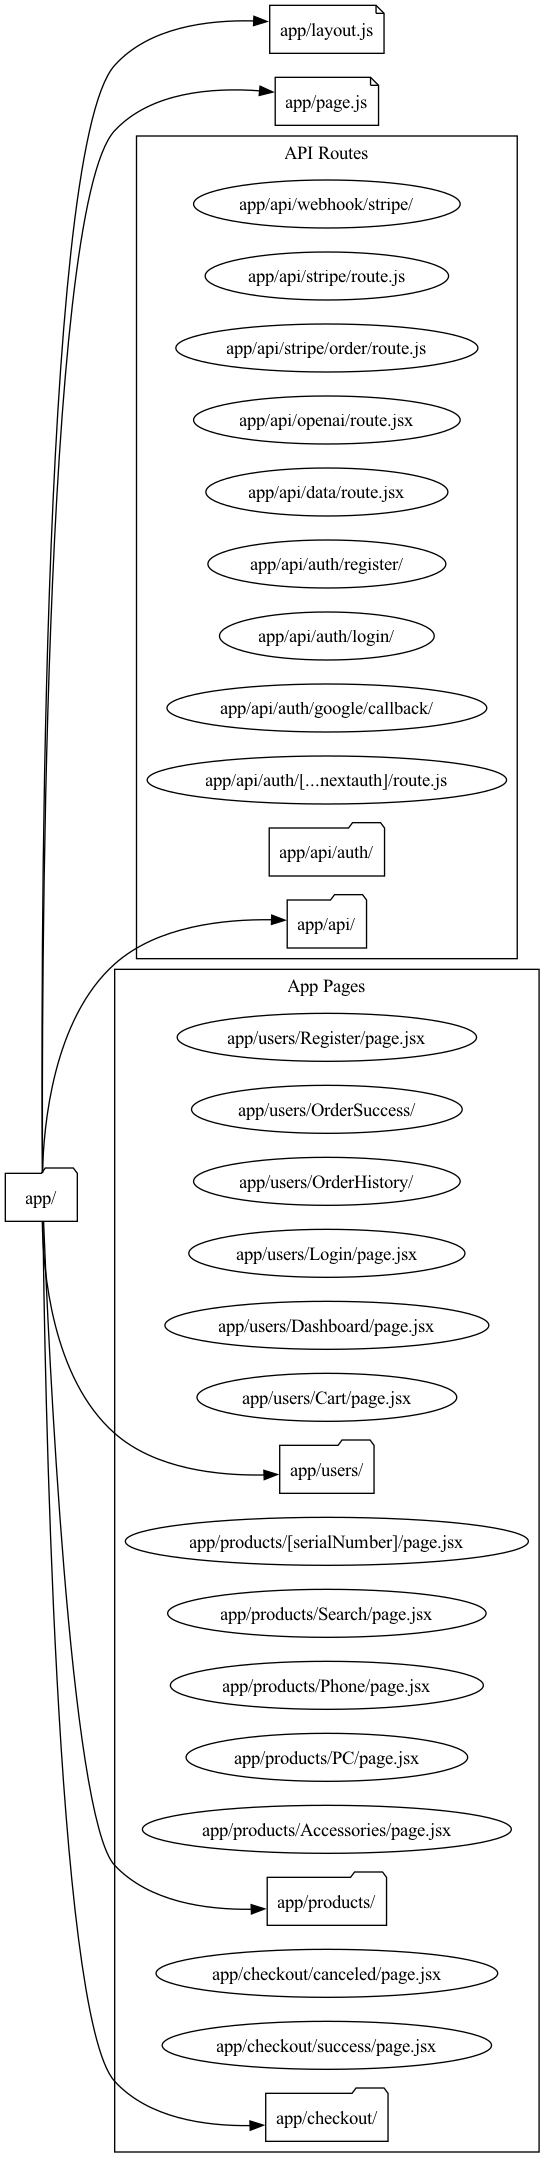 app/layout.js
app/page.js
API Routes
app/api/webhook/stripe/
app/api/stripe/route.js
app/api/stripe/order/route.js
app/api/openai/route.jsx
app/api/data/route.jsx
app/api/auth/register/
app/api/auth/login/
app/api/auth/google/callback/
app/api/auth/[...nextauth]/route.js
app/api/auth/
app/api/
App Pages
app/users/Register/page.jsx
app/users/OrderSuccess/
app/users/OrderHistory/
app/
app/users/Login/page.jsx
app/users/Dashboard/page.jsx
app/users/Cart/page.jsx
app/users/
app/products/[serialNumber]/page.jsx
app/products/Search/page.jsx
app/products/Phone/page.jsx
app/products/PC/page.jsx
app/products/Accessories/page.jsx
app/products/
app/checkout/canceled/page.jsx
app/checkout/success/page.jsx
app/checkout/